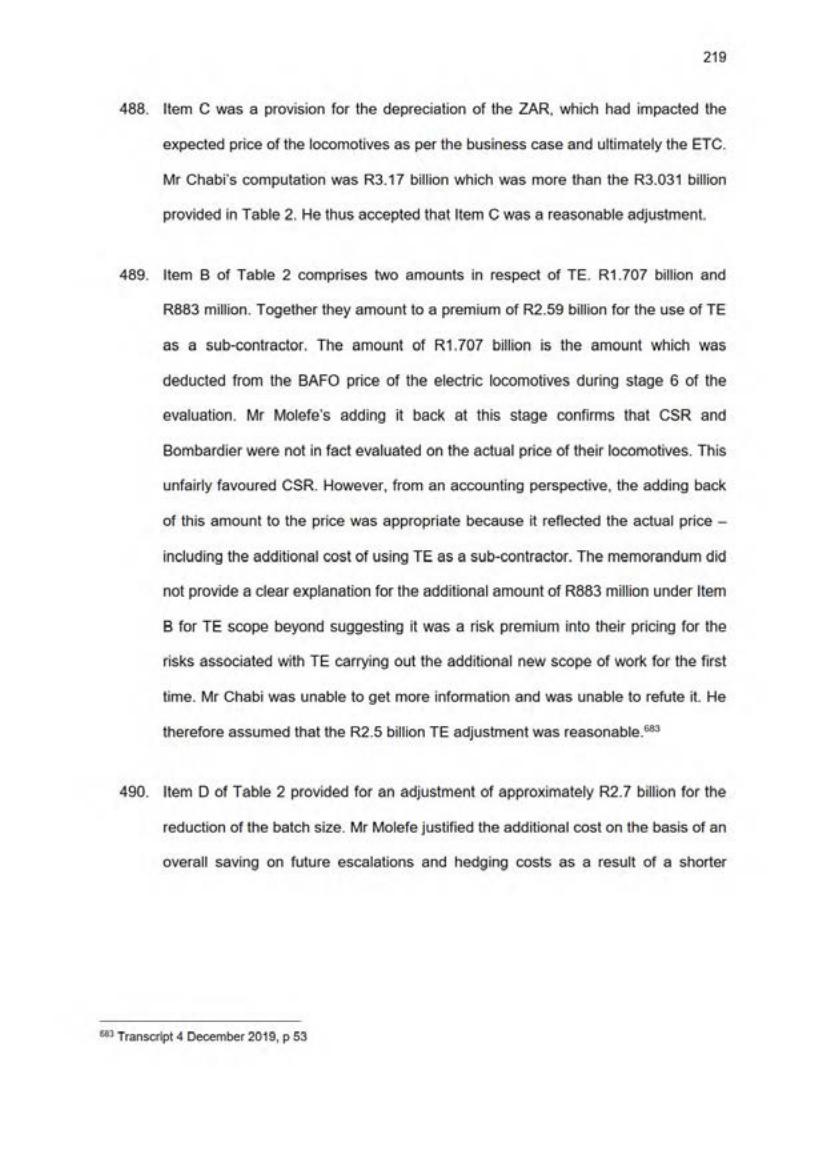 219
488. Item C was a provision for the depreciation of the ZAR, which had impacted the
expected price of the locomotives as per the business case and ultimately the ETC.
Mr Chabi's computation was R3.17 billion which was more than the R3.031 billion
provided in Table 2. He thus accepted that Item C was a reasonable adjustment.
489. Item B of Table 2 comprises two amounts in respect of TE. R1.707 billion and
R883 million. Together they amount to a premium of R2.59 billion for the use of TE
as a sub-contractor. The amount of R1.707 billion is the amount which was
deducted from the BAFO price of the electric locomotives during stage 6 of the
evaluation. Mr Molefe's adding it back at this stage confirms that CSR and
Bombardier were not in fact evaluated on the actual price of their locomotives. This
unfairly favoured CSR. However, from an accounting perspective, the adding back
of this amount to the price was appropriate because it reflected the actual price –
including the additional cost of using TE as a sub-contractor. The memorandum did
not provide a clear explanation for the additional amount of R883 million under Item
B for TE scope beyond suggesting it was a risk premium into their pricing for the
risks associated with TE carrying out the additional new scope of work for the first
time. Mr Chabi was unable to get more information and was unable to refute it. He
therefore assumed that the R2.5 billion TE adjustment was reasonable.683
490. Item D of Table 2 provided for an adjustment of approximately R2.7 billion for the
reduction of the batch size. Mr Molefe justified the additional cost on the basis of an
overall saving on future escalations and hedging costs as a result of a shorter
683 Transcript 4 December 2019, p 53